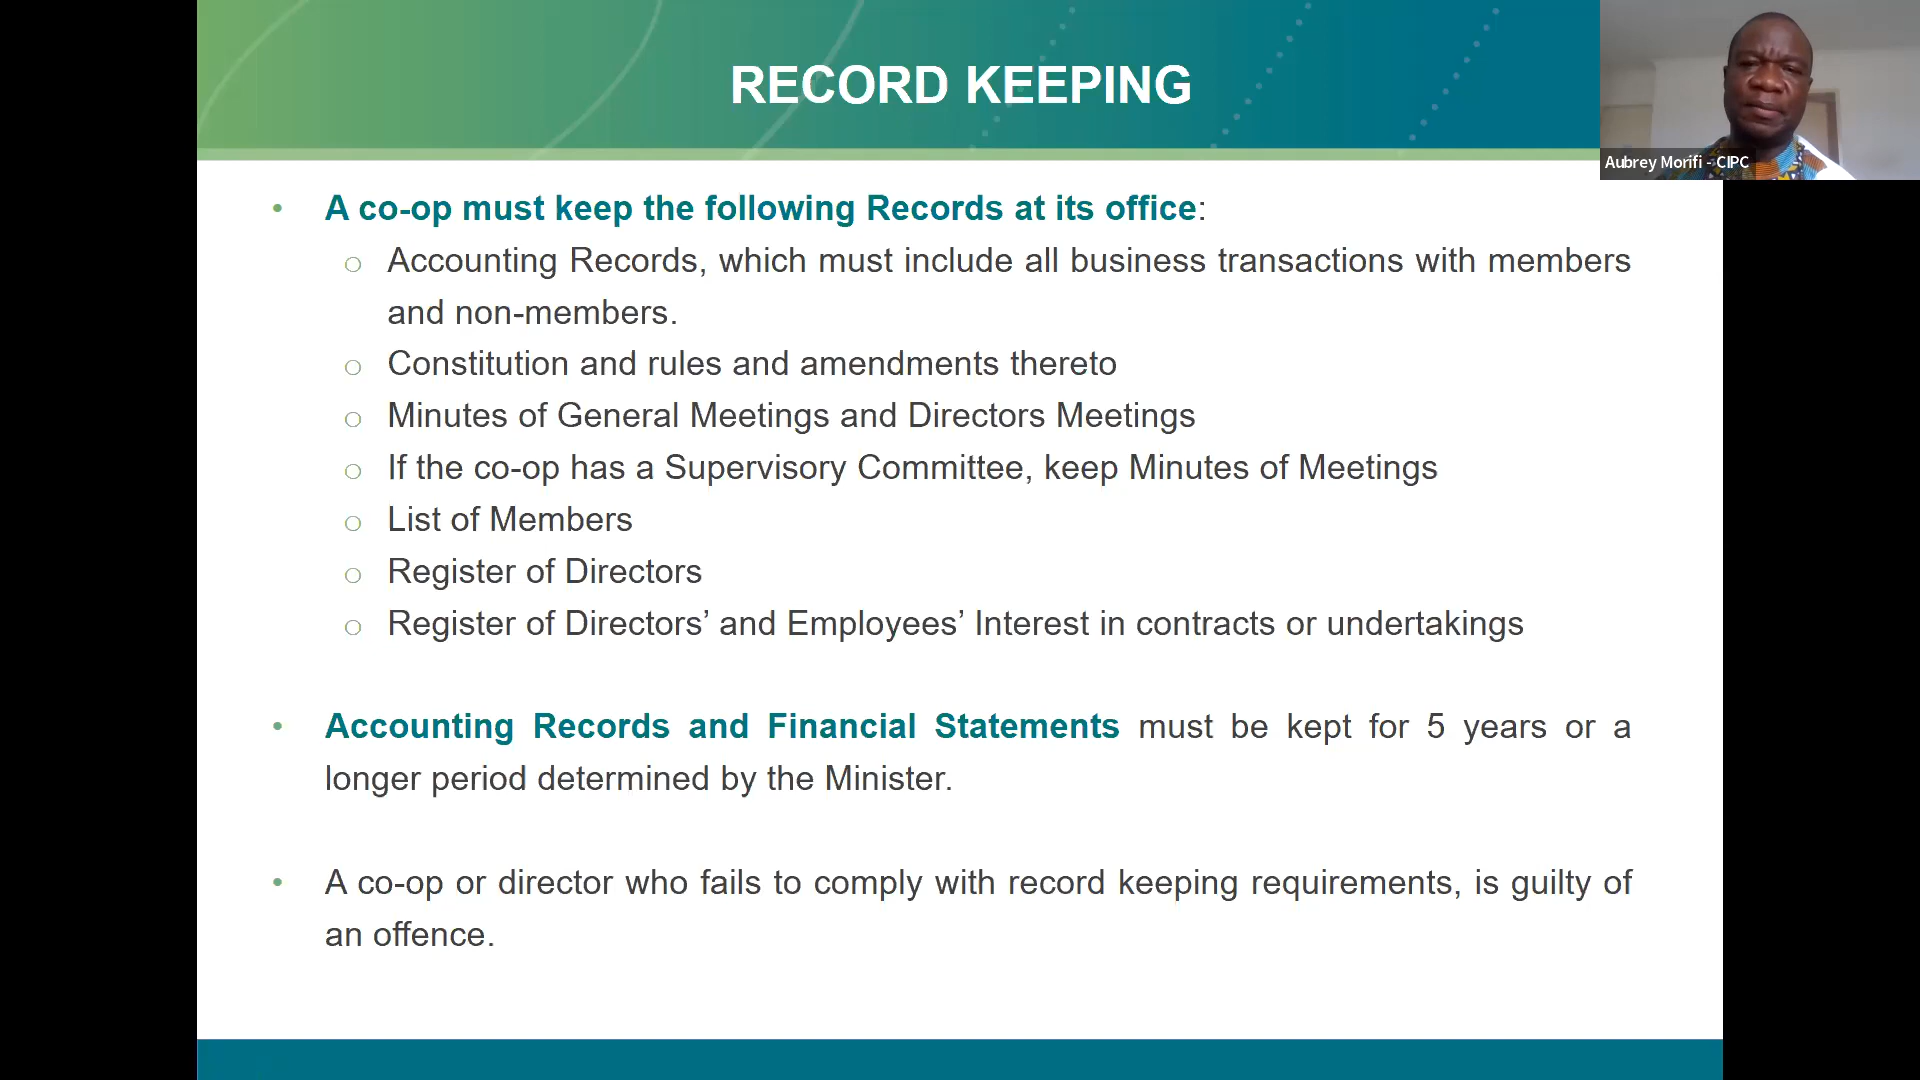 RECORD KEEPING
Aubrey Morifi - CIPC
• A co-op must keep the following Records at its office:
o Accounting Records, which must include all business transactions with members
and non-members.
o Constitution and rules and amendments thereto
o Minutes of General Meetings and Directors Meetings
o If the co-op has a Supervisory Committee, keep Minutes of Meetings
o List of Members
o Register of Directors
o Register of Directors’ and Employees’ Interest in contracts or undertakings
• Accounting Records and Financial Statements must be kept for 5 years or a
longer period determined by the Minister.
• A co-op or director who fails to comply with record keeping requirements, is guilty of
an offence.